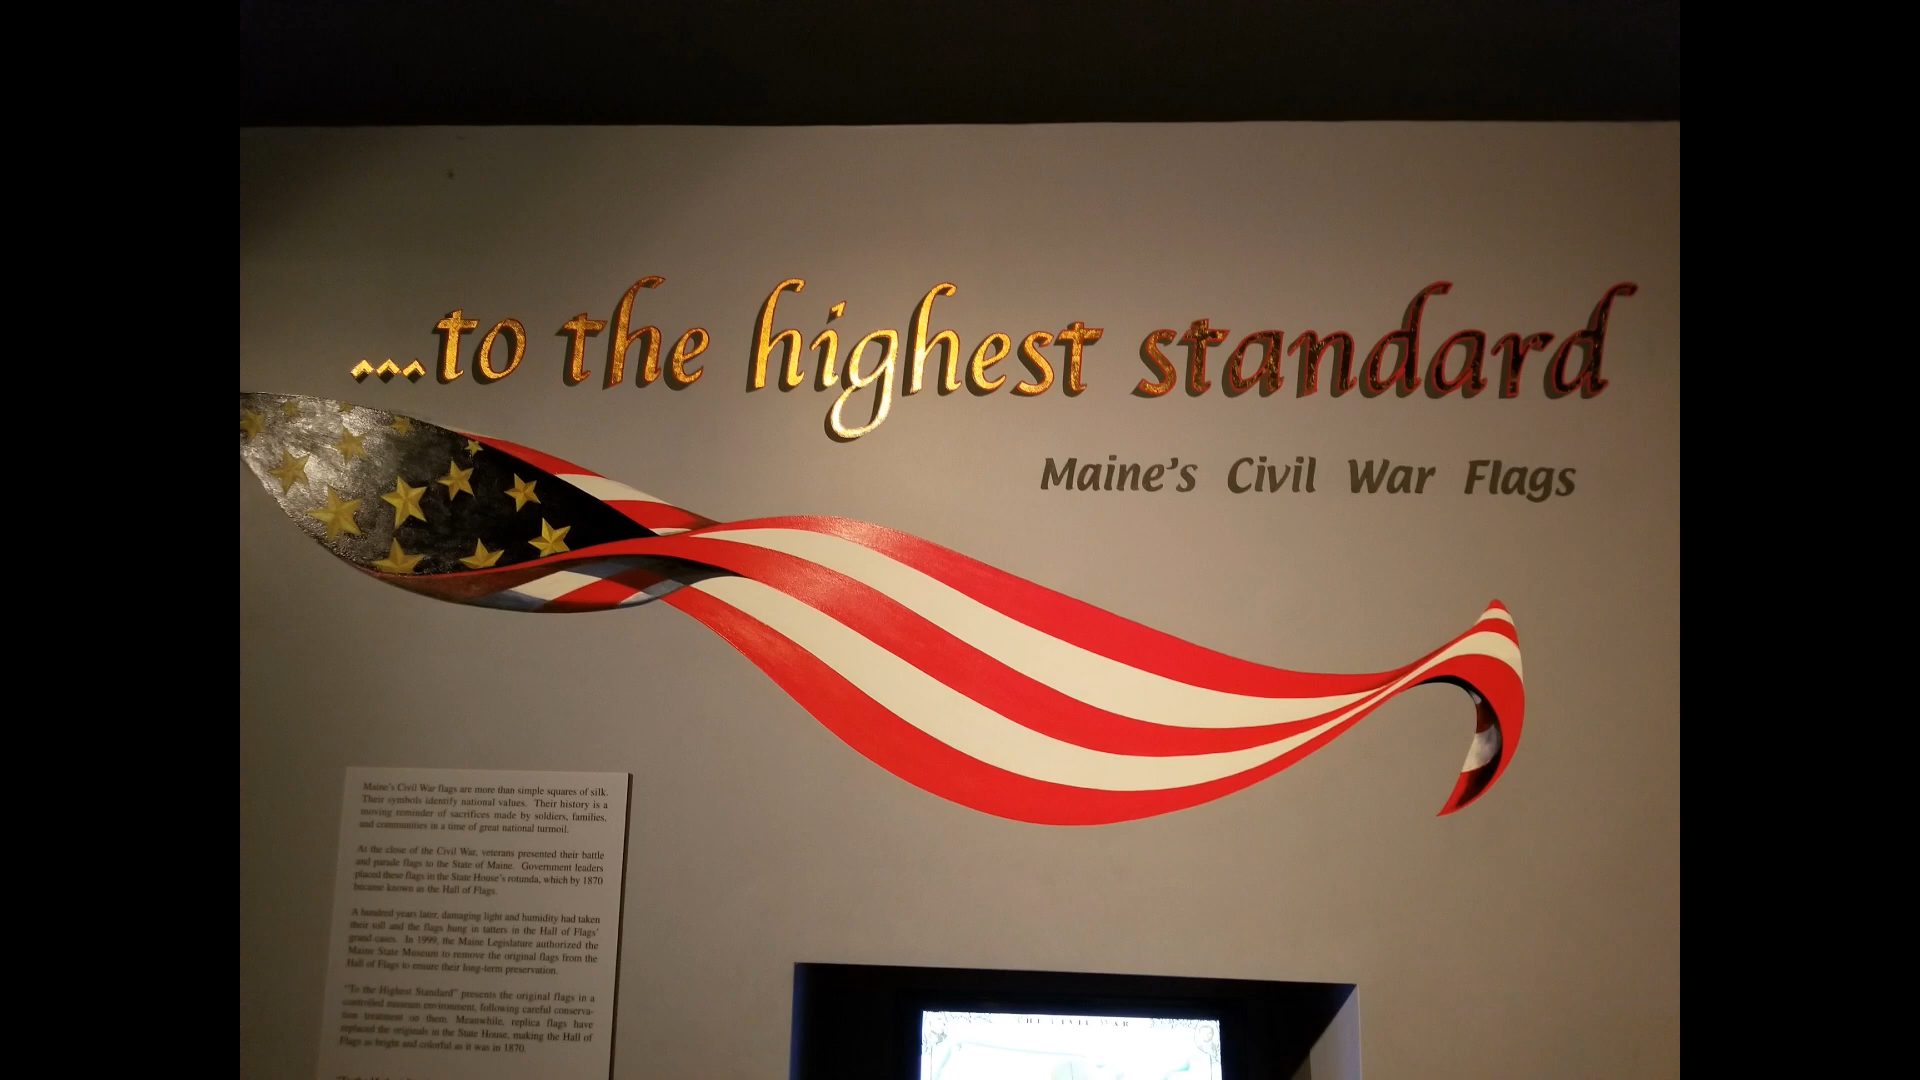 ...to the highest standard
Maine's Civil War Flags
Maine's Civil War flags are more than simple squares of silk.
Their symbols identify national values. Their history is a
moving reminder of sacrifices made by soldiers, families,
and communities in a time of great national turmoil.
At the close of the Civil War, veterans presented their battle
and parade flags to the State of Maine. Government leaders
placed these flags in the State House's rotunda, which by 1870
became known as the Hall of Flags.
A hundred years later, damaging light and humidity had taken
their toll and the flags hung in tatters in the Hall of Flags'
grand cases. In 1999, the Maine Legislature authorized the
Maine State Museum to remove the original flags from the
Hall of Flags to ensure their long-term preservation.
"To the Highest Standard" presents the original flags in a
controlled museum environment, following careful conserva-
tion treatment on them. Meanwhile, replica flags have
replaced the originals in the State House, making the Hall of
Flags as bright and colorful as it was in 1870.
THE CIVIL WAR